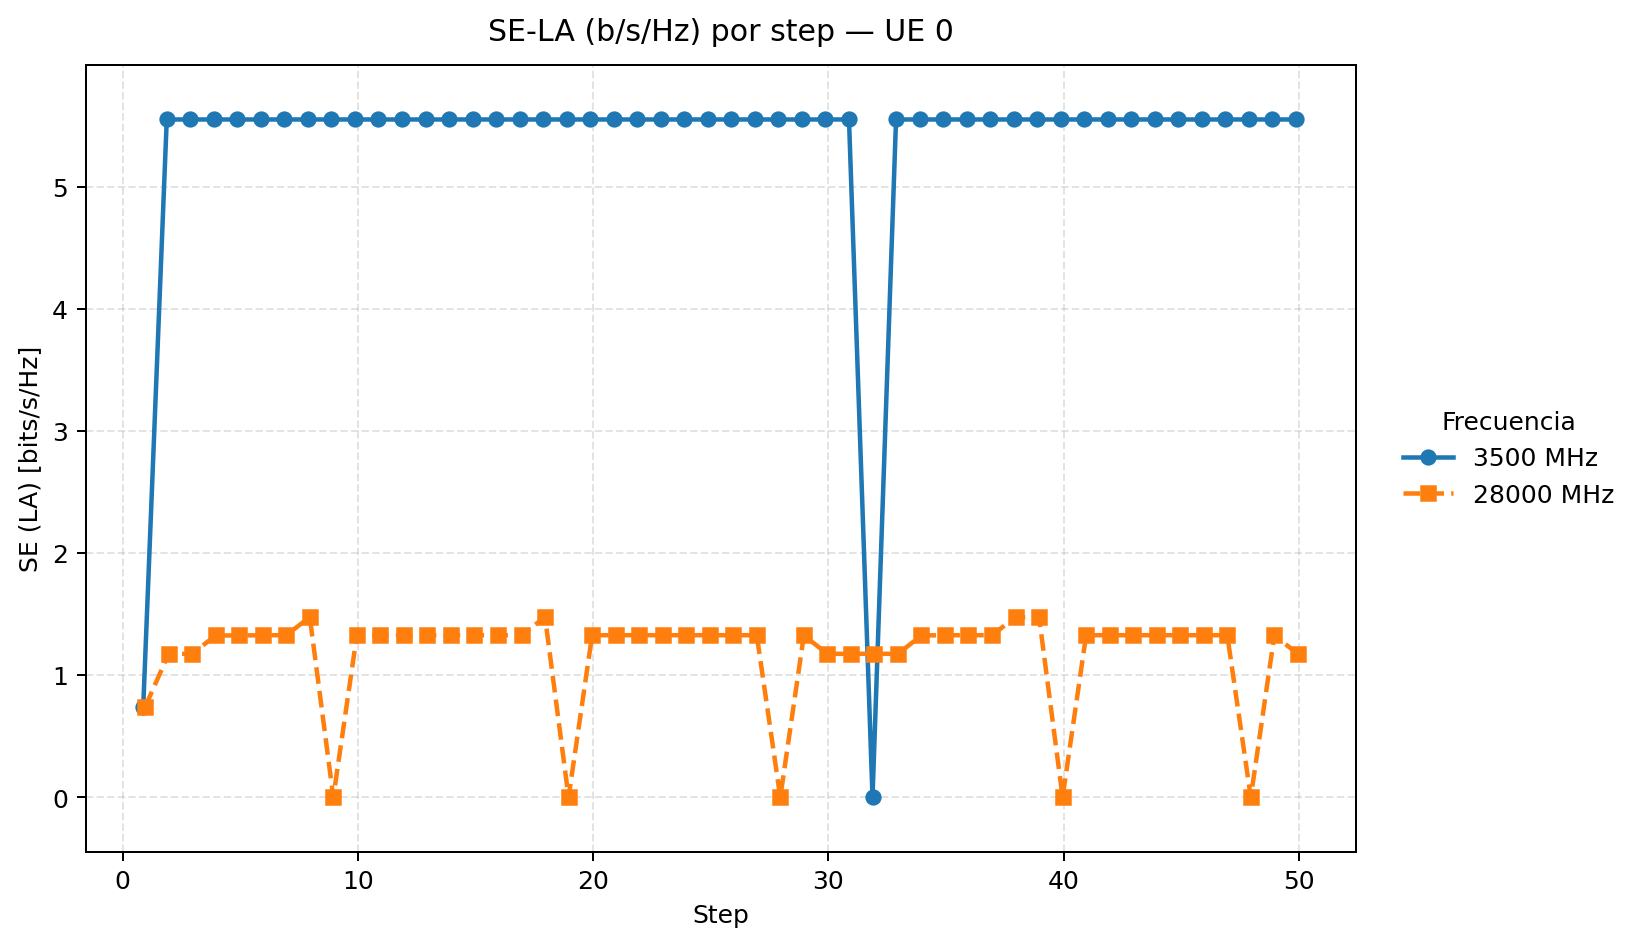 SE-LA (b/s/Hz) por step — UE 0
SE (LA) [bits/s/Hz]
5
4
3
2
1
0
0 10 20 30 40 50
Step
Frecuencia
3500 MHz
28000 MHz